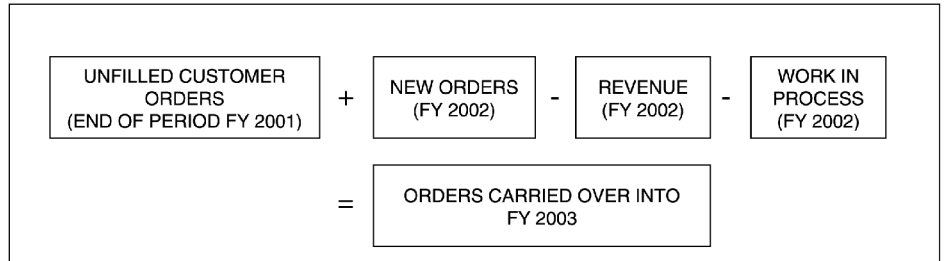 UNFILLED CUSTOMER
ORDERS
(END OF PERIOD FY 2001)
+
NEW ORDERS
(FY 2002)
-
REVENUE
(FY 2002)
-
WORK IN
PROCESS
(FY 2002)
=
ORDERS CARRIED OVER INTO
FY 2003